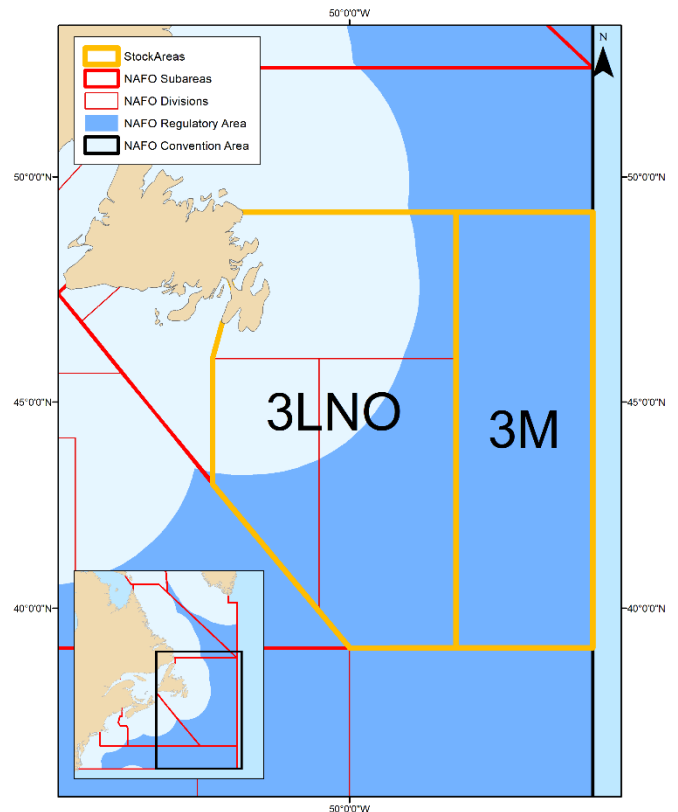 50°0'0"W
StockAreas
NAFO Subareas
NAFO Divisions
NAFO Regulatory Area
NAFO Convention Area
N
50°0'0"N
50°0'0"N
45°0'0"N
45°0'0"N
3LNO
3M
40°0'0"N
40°0'0"N
50°0'0"W